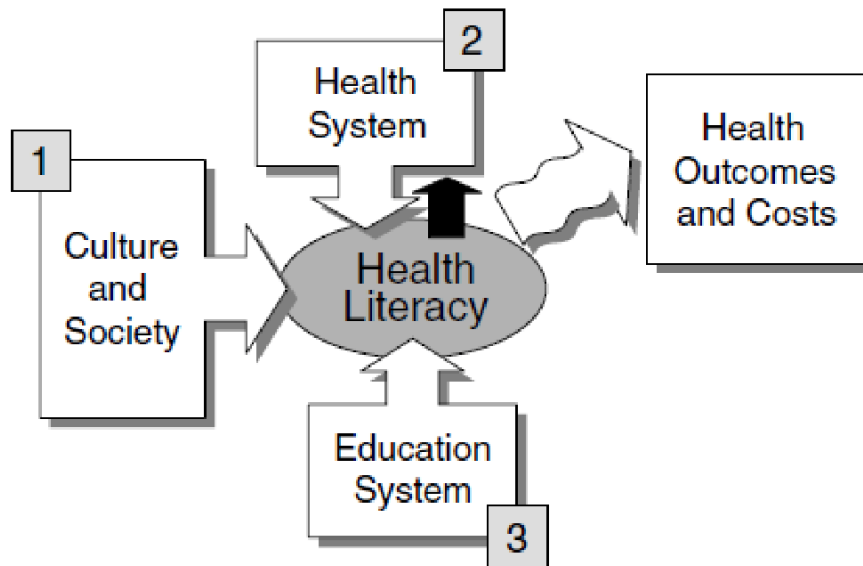 1
Culture
and
Society
2
Health
System
Health
Literacy
3
Education
System
Health
Outcomes
and Costs